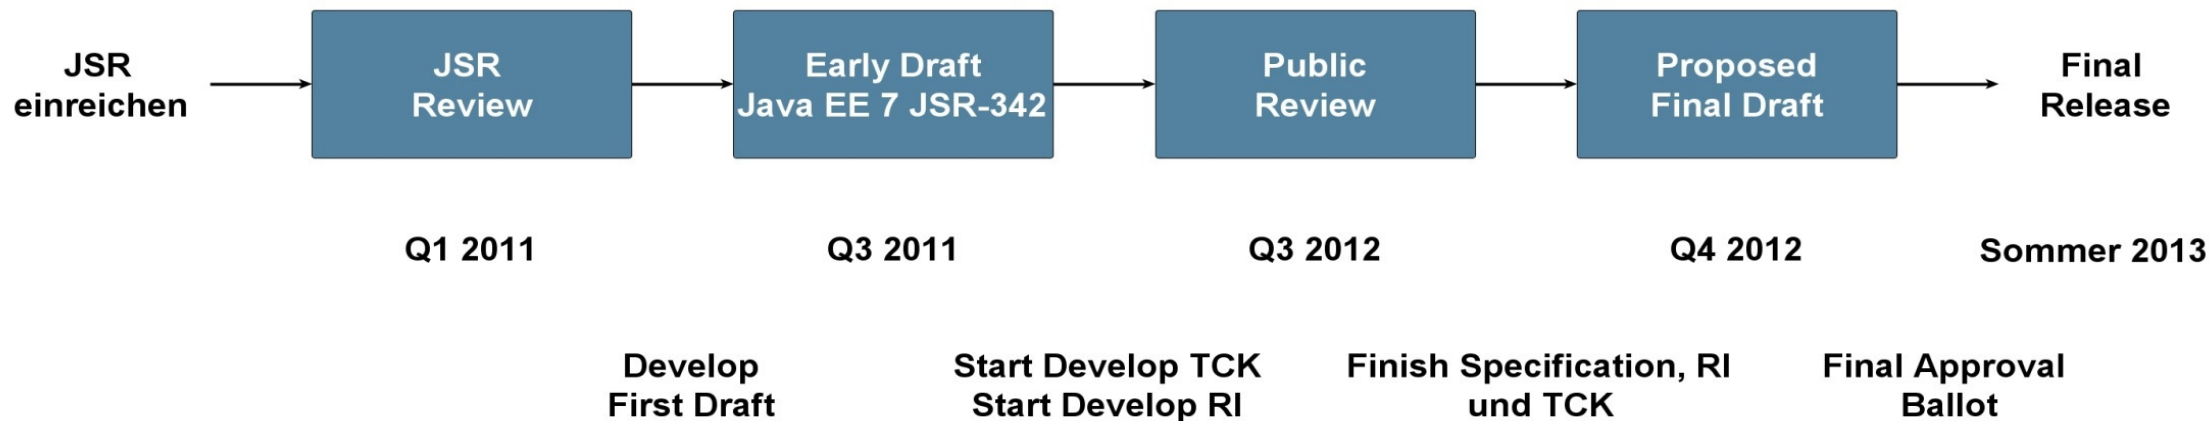 JSR
einreichen
JSR
Review
Early Draft
Java EE 7 JSR-342
Public
Review
Proposed
Final Draft
Final
Release
Q1 2011
Q3 2011
Q3 2012
Q4 2012
Sommer 2013
Develop
First Draft
Start Develop TCK
Start Develop RI
Finish Specification, RI
und TCK
Final Approval
Ballot